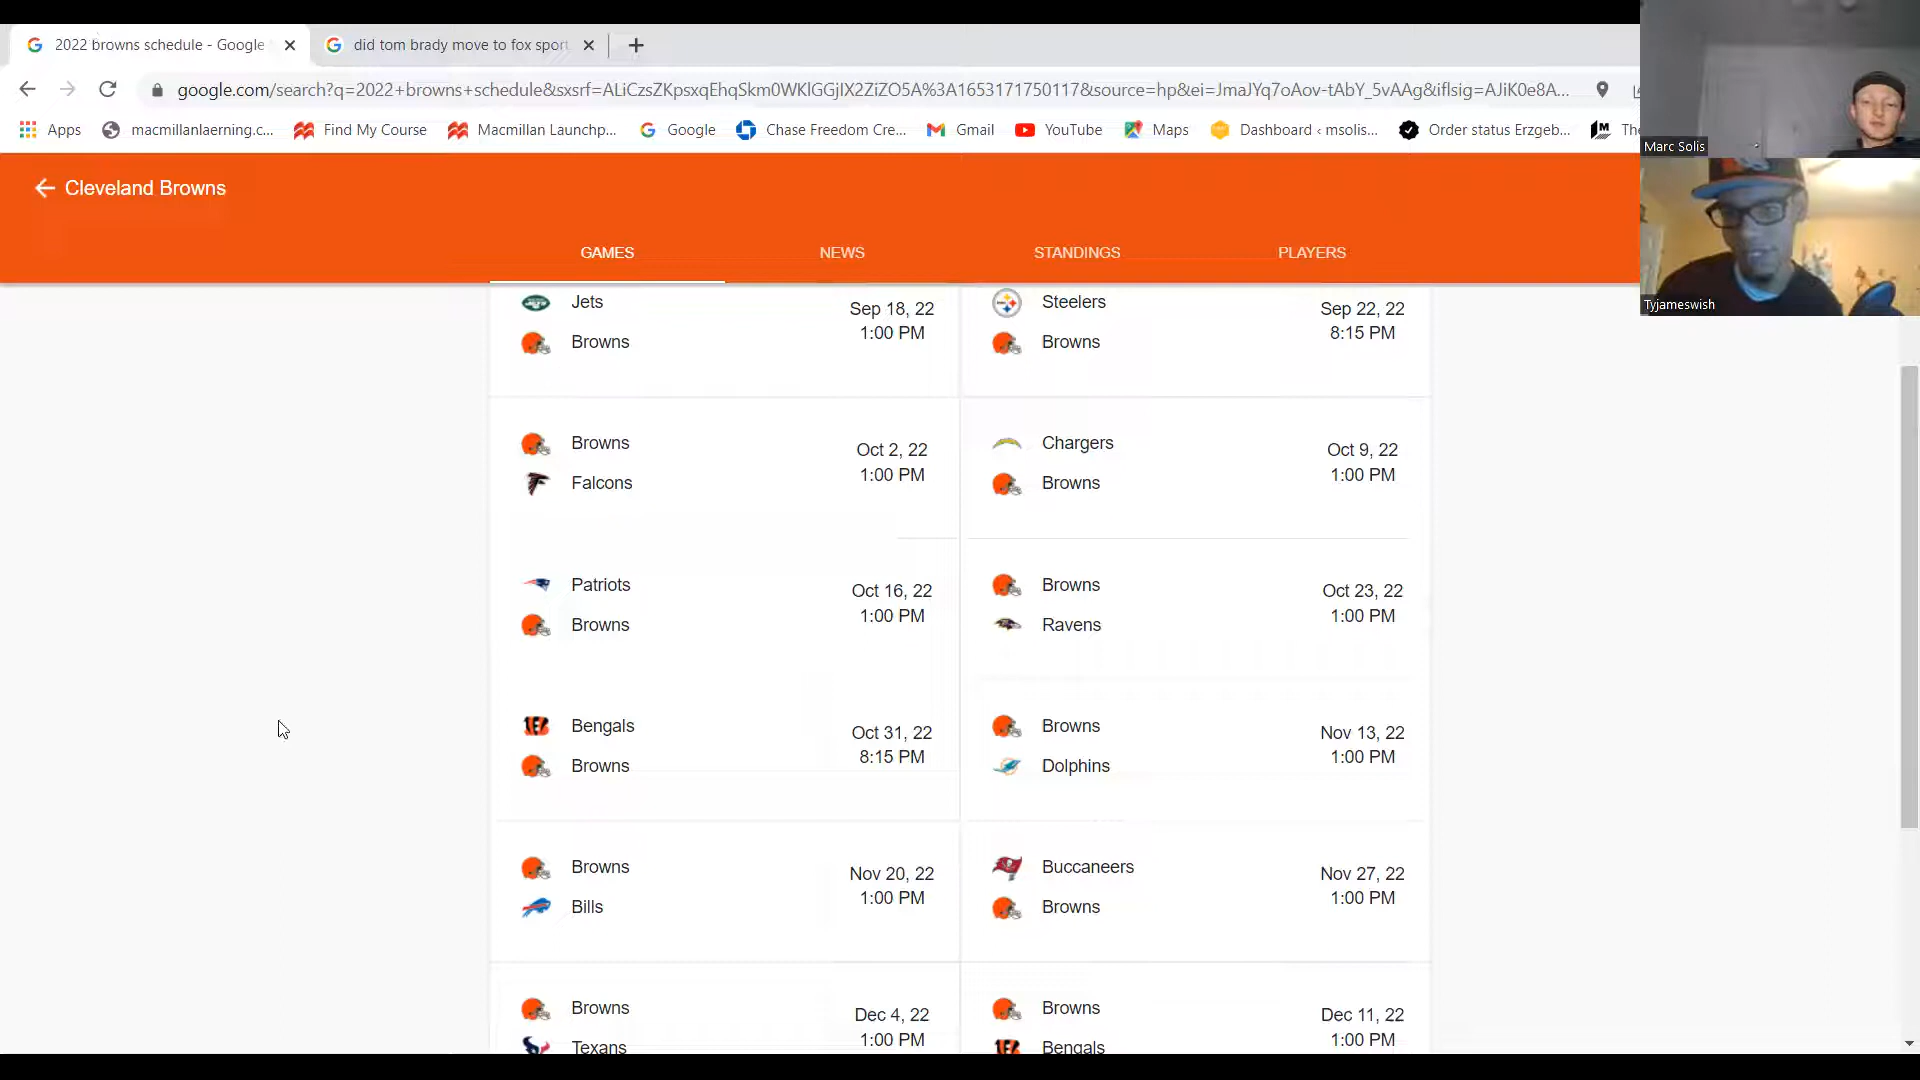 2022 browns schedule - Google
did tom brady move to fox sport
google.com/search?q=2022+browns+schedule&sxsrf=ALiCzsZKpsxqEhqSkm0WKlGGjIX2ZiZO5A%3A1653171750117&source=hp&ei=JmaJYq7oAov-tAbY_5vAAg&iflsig=AJiK0e8A...
Apps
macmillanlaerning.c...
Find My Course
Macmillan Launchp...
Google
Chase Freedom Cre...
Gmail
YouTube
Maps
Dashboard ‹ msolis...
Order status Erzgeb...
Marc Solis
Tyjameswish
Cleveland Browns
GAMES
NEWS
STANDINGS
PLAYERS
Jets
Browns
Sep 18, 22
1:00 PM
Steelers
Browns
Sep 22, 22
8:15 PM
Browns
Falcons
Oct 2, 22
1:00 PM
Chargers
Browns
Oct 9, 22
1:00 PM
Patriots
Browns
Oct 16, 22
1:00 PM
Browns
Ravens
Oct 23, 22
1:00 PM
Bengals
Browns
Oct 31, 22
8:15 PM
Browns
Dolphins
Nov 13, 22
1:00 PM
Browns
Bills
Nov 20, 22
1:00 PM
Buccaneers
Browns
Nov 27, 22
1:00 PM
Browns
Texans
Dec 4, 22
1:00 PM
Browns
Bengals
Dec 11, 22
1:00 PM